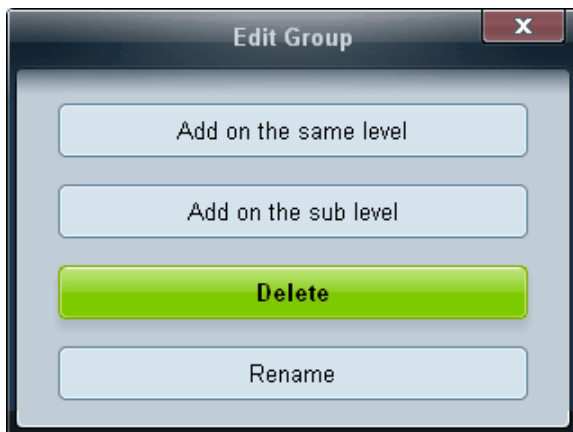 Edit Group
X
Add on the same level
Add on the sub level
Delete
Rename